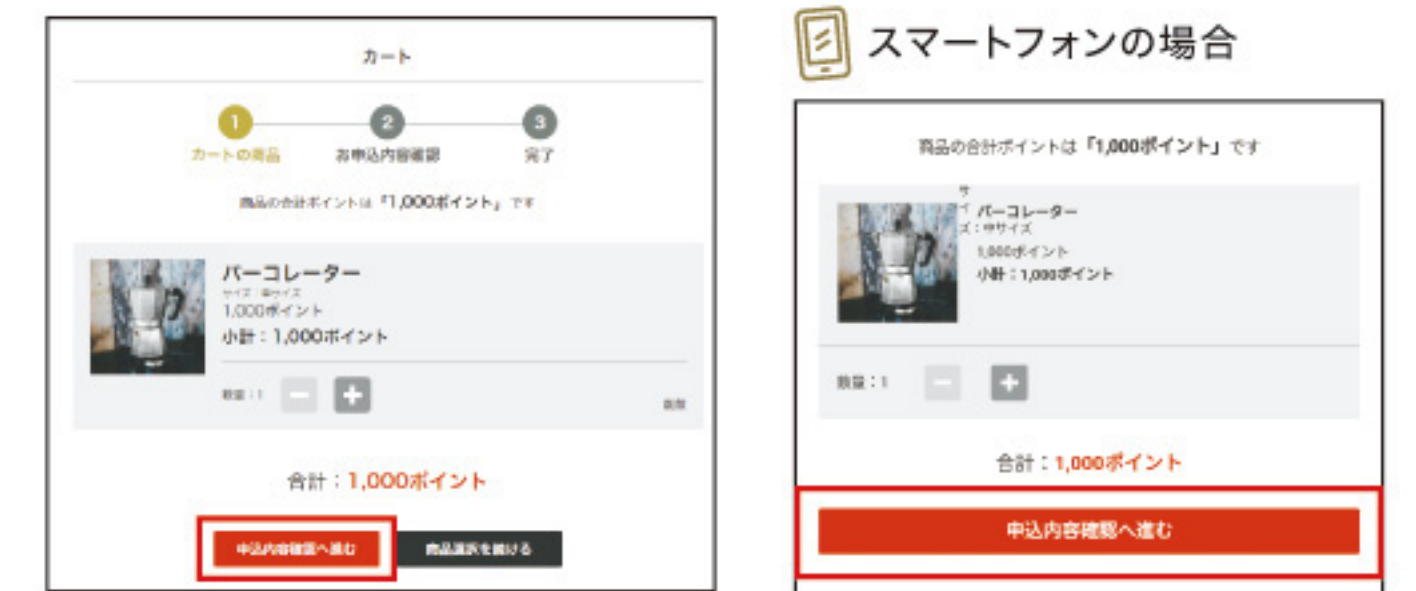 カート
1
2
3
カートの商品
お申込内容確認
完了
商品の合計ポイントは「1,000ポイント」です
パーコレーター
サイズ：中サイズ
1,000ポイント
小計：1,000ポイント
数量：1
削除
合計：1,000ポイント
申込内容確認へ進む
商品選択を続ける
スマートフォンの場合
商品の合計ポイントは「1,000ポイント」です
サイズ：中サイズ
パーコレーター
1,000ポイント
小計：1,000ポイント
数量：1
合計：1,000ポイント
申込内容確認へ進む